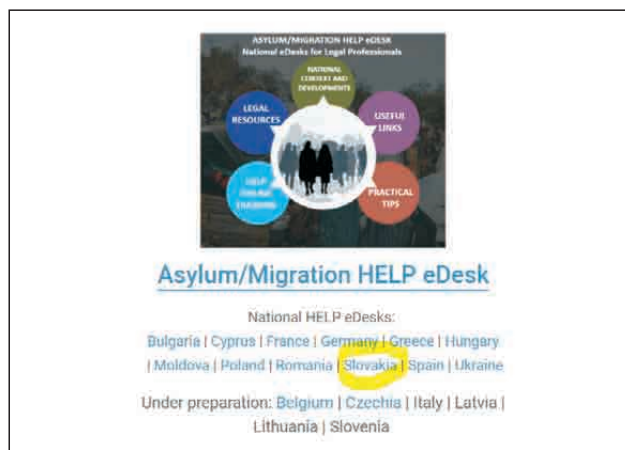 ASYLUM/MIGRATION HELP eDESK
National eDesks for Legal Professionals
NATIONAL
CONTEXT AND
DEVELOPMENTS
LEGAL
RESOURCES
USEFUL
LINKS
HELP
ONLINE
TRAINING
PRACTICAL
TIPS
Asylum/Migration HELP eDesk
National HELP eDesks:
Bulgaria | Cyprus | France | Germany | Greece | Hungary
| Moldova | Poland | Romania | Slovakia | Spain | Ukraine
Under preparation: Belgium | Czechia | Italy | Latvia |
Lithuania | Slovenia